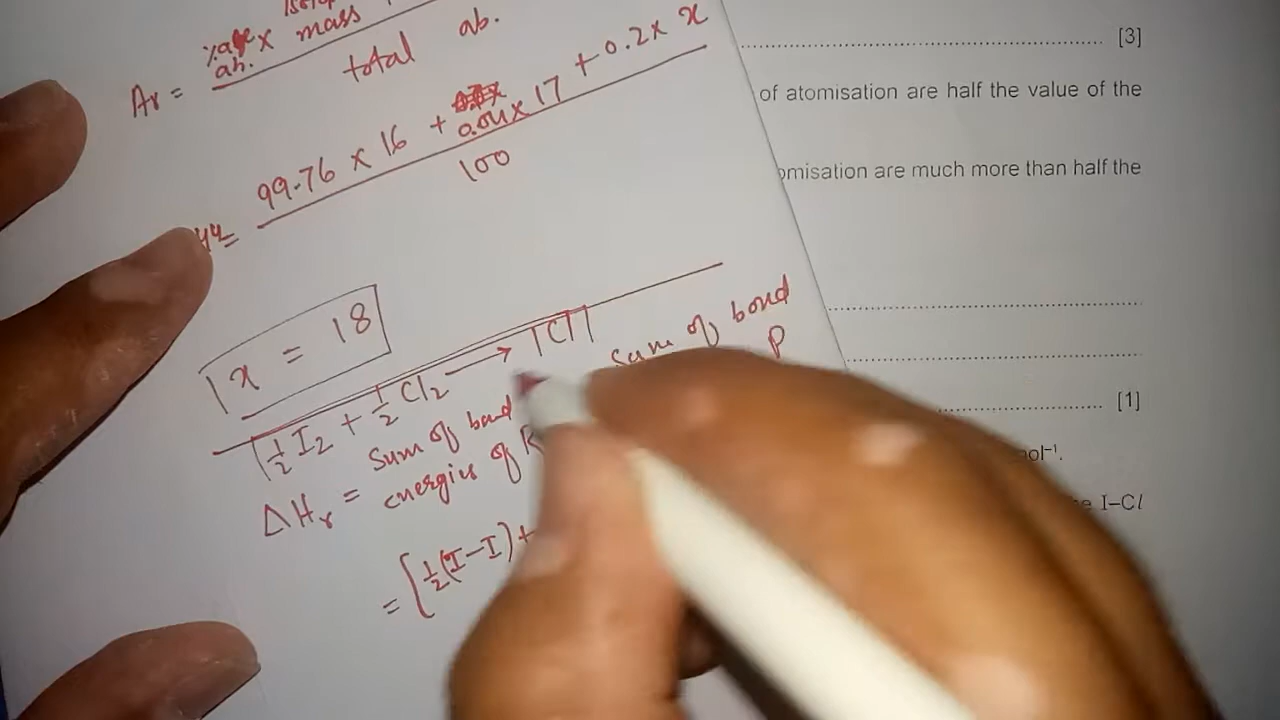 mass
Ar = ab. x
total ab.
99.76 x 16 + 0.04 x 17 + 0.2 x x
100
x = 18
½ I2 + ½ Cl2 → ICl
ΔHr = Sum of bond energies of R
Sum of bond
P
= [½(I-I) +
[3]
of atomisation are half the value of the
omisation are much more than half the
[1]
mol⁻¹.
I–Cl